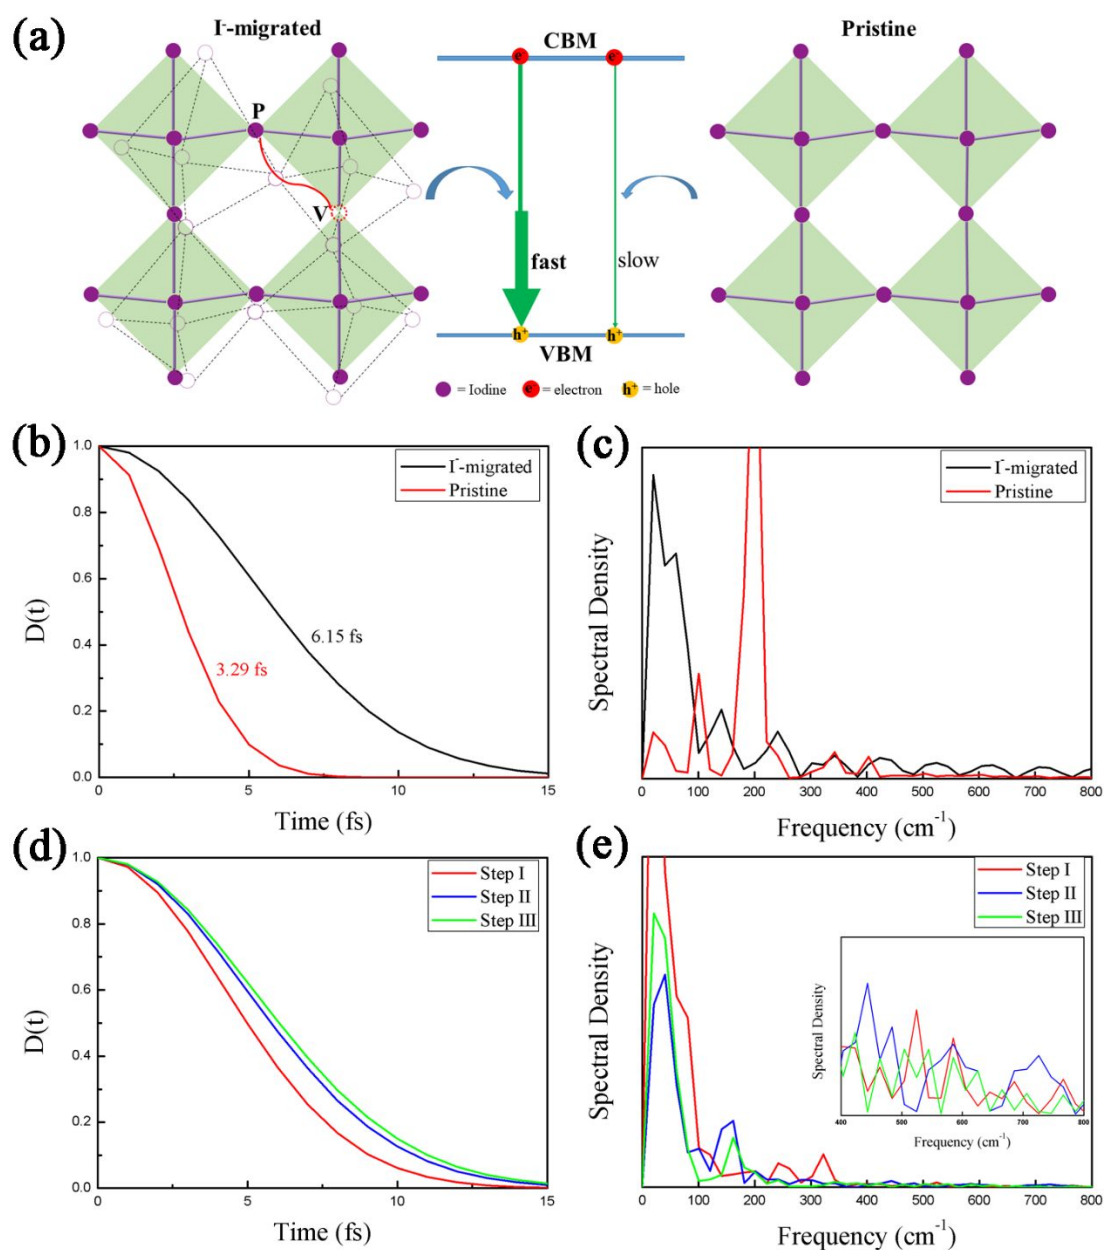 (a)
I⁻-migrated
P
V
CBM
e⁻ e⁻
fast
slow
h⁺ h⁺
VBM
Pristine
= Iodine e⁻ = electron h⁺ = hole
(b)
I⁻-migrated
Pristine
6.15 fs
3.29 fs
D(t)
1.0
0.8
0.6
0.4
0.2
0.0
0 5 10 15
Time (fs)
(c)
I⁻-migrated
Pristine
Spectral Density
0 100 200 300 400 500 600 700 800
Frequency (cm⁻¹)
(d)
Step I
Step II
Step III
D(t)
1.0
0.8
0.6
0.4
0.2
0.0
0 5 10 15
Time (fs)
(e)
Step I
Step II
Step III
Spectral Density
Spectral Density
400 500 600 700 800
Frequency (cm⁻¹)
0 100 200 300 400 500 600 700 800
Frequency (cm⁻¹)